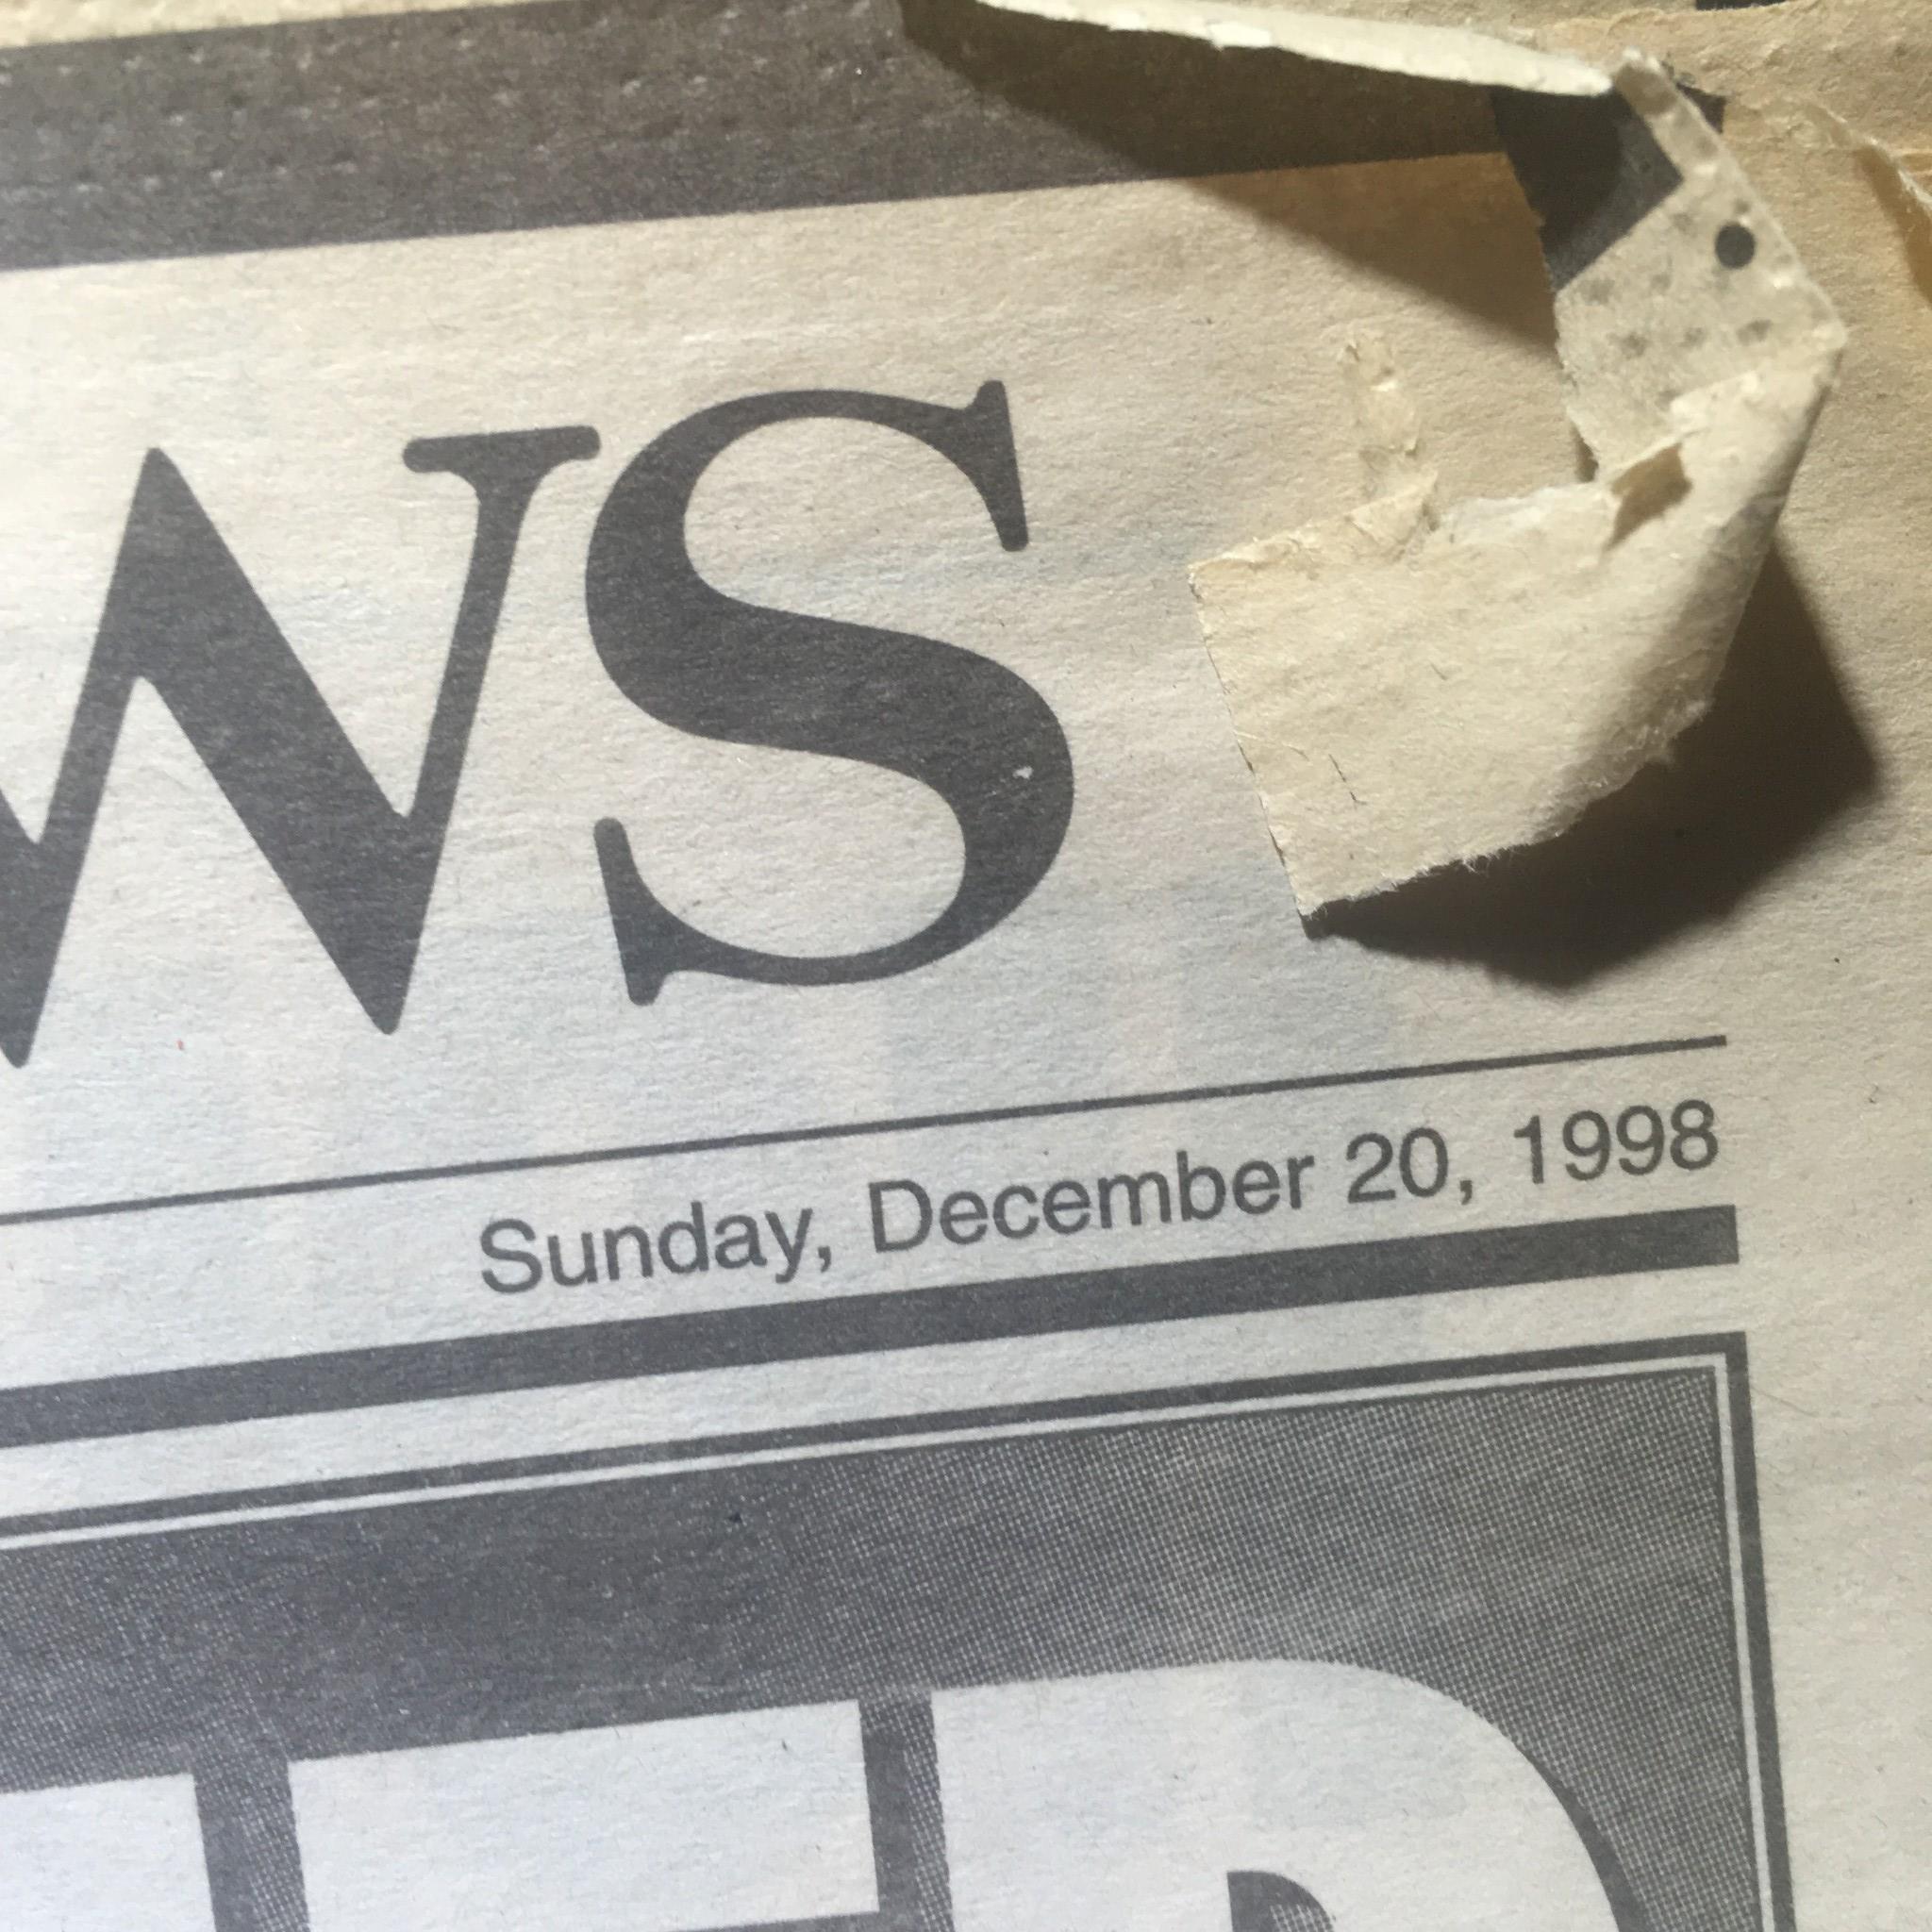 WS
Sunday, December 20, 1998